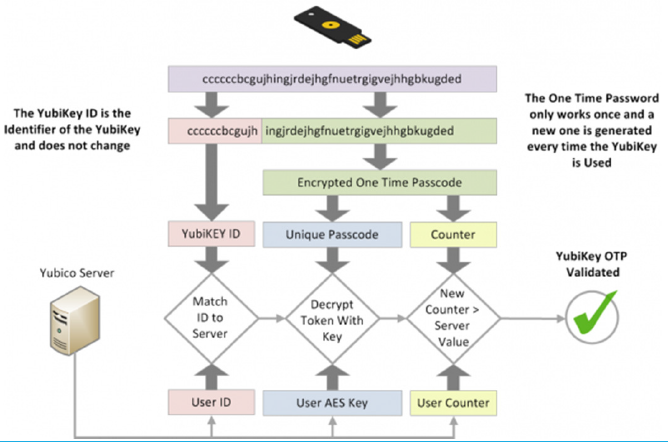 ccccccbcgujhingjrdejhgfnuetrgigvejhhgbkugded
The YubiKey ID is the
Identifier of the YubiKey
and does not change
ccccccbcgujh
ingjrdejhgfnuetrgigvejhhgbkugded
The One Time Password
only works once and a
new one is generated
every time the YubiKey
is Used
Encrypted One Time Passcode
YubiKEY ID
Unique Passcode
Counter
Yubico Server
YubiKey OTP
Validated
Match
ID to
Server
Decrypt
Token With
Key
New
Counter >
Server
Value
User ID
User AES Key
User Counter